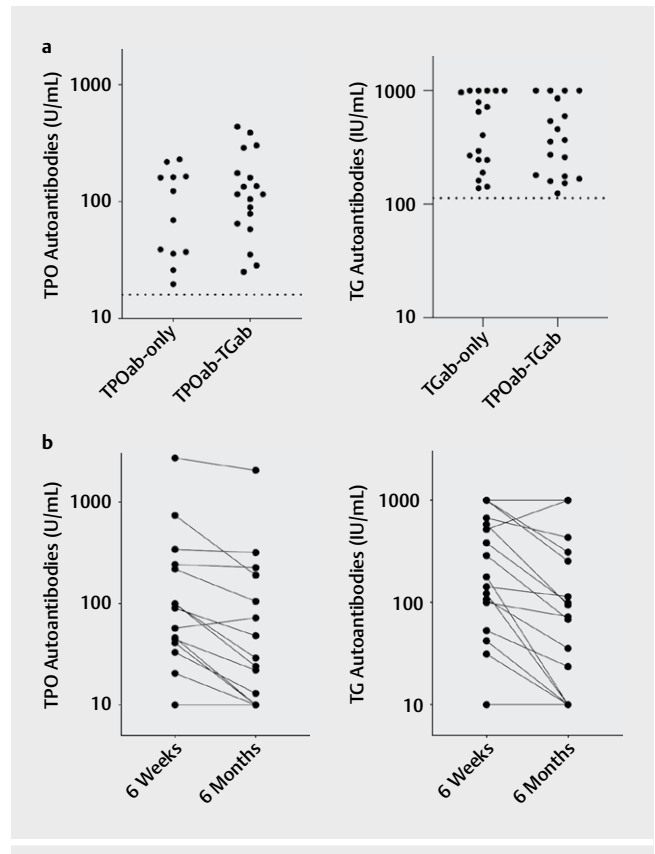 a
TPO Autoantibodies (U/mL)
1000
100
10
TPOab-only
TPOab-TGab
TG Autoantibodies (IU/mL)
1000
100
10
TGab-only
TPOab-TGab
b
TPO Autoantibodies (U/mL)
1000
100
10
6 Weeks
6 Months
TG Autoantibodies (IU/mL)
1000
100
10
6 Weeks
6 Months